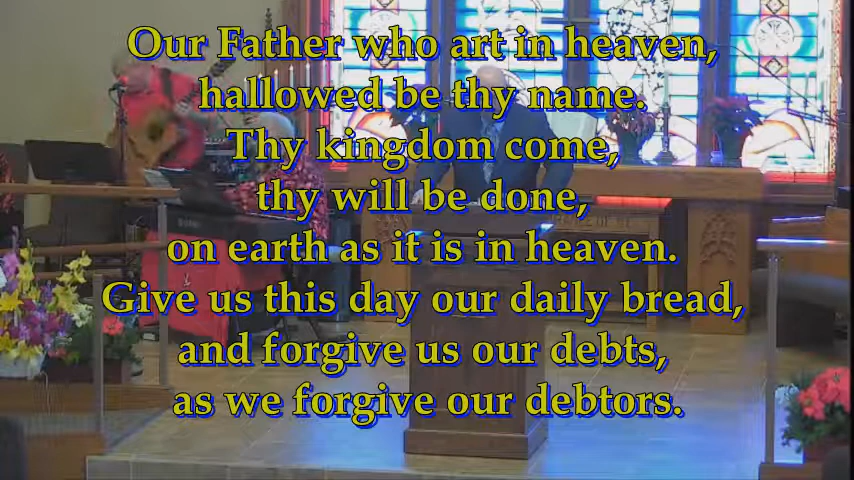 Our Father who art in heaven,
hallowed be thy name.
Thy kingdom come,
thy will be done,
on earth as it is in heaven.
Give us this day our daily bread,
and forgive us our debts,
as we forgive our debtors.